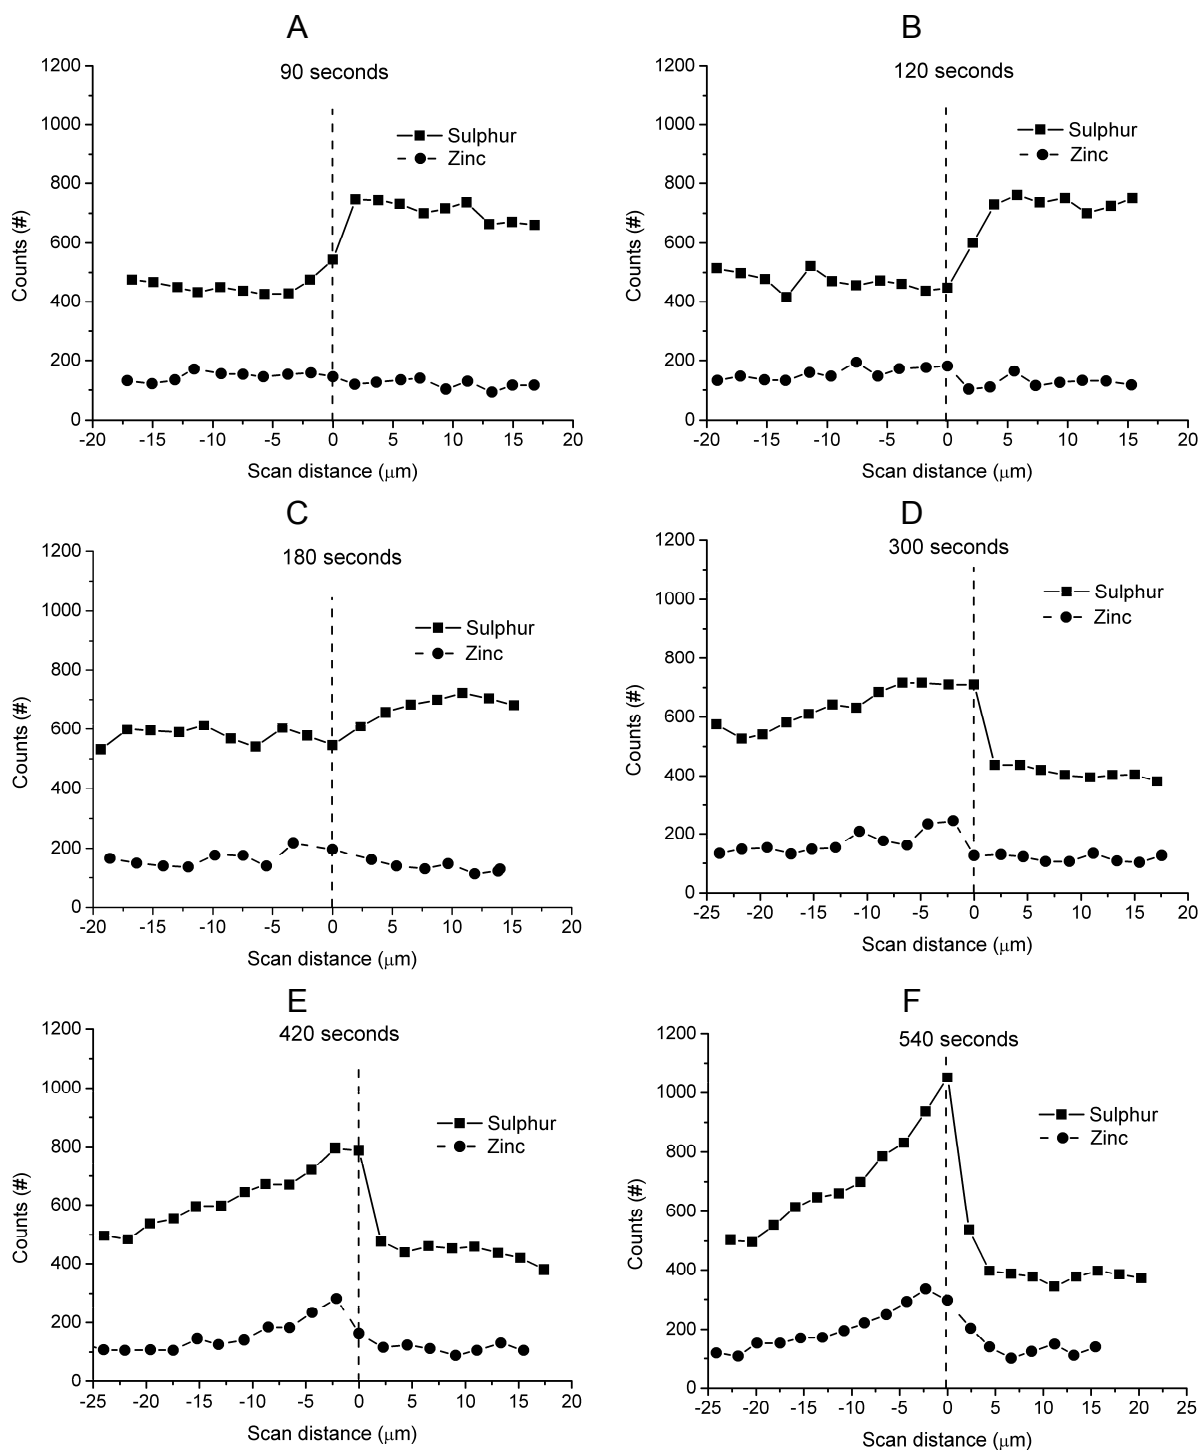 A
90 seconds
1200
1000
800
600
400
200
0
Counts (#)
Sulphur
Zinc
-20 -15 -10 -5 0 5 10 15 20
Scan distance (μm)
B
120 seconds
1200
1000
800
600
400
200
0
Counts (#)
Sulphur
Zinc
-20 -15 -10 -5 0 5 10 15 20
Scan distance (μm)
C
180 seconds
1200
1000
800
600
400
200
0
Counts (#)
Sulphur
Zinc
-20 -15 -10 -5 0 5 10 15 20
Scan distance (μm)
D
300 seconds
1200
1000
800
600
400
200
0
Counts (#)
Sulphur
Zinc
-25 -20 -15 -10 -5 0 5 10 15 20
Scan distance (μm)
E
420 seconds
1200
1000
800
600
400
200
0
Counts (#)
Sulphur
Zinc
-25 -20 -15 -10 -5 0 5 10 15 20
Scan distance (μm)
F
540 seconds
1200
1000
800
600
400
200
0
Counts (#)
Sulphur
Zinc
-25 -20 -15 -10 -5 0 5 10 15 20 25
Scan distance (μm)